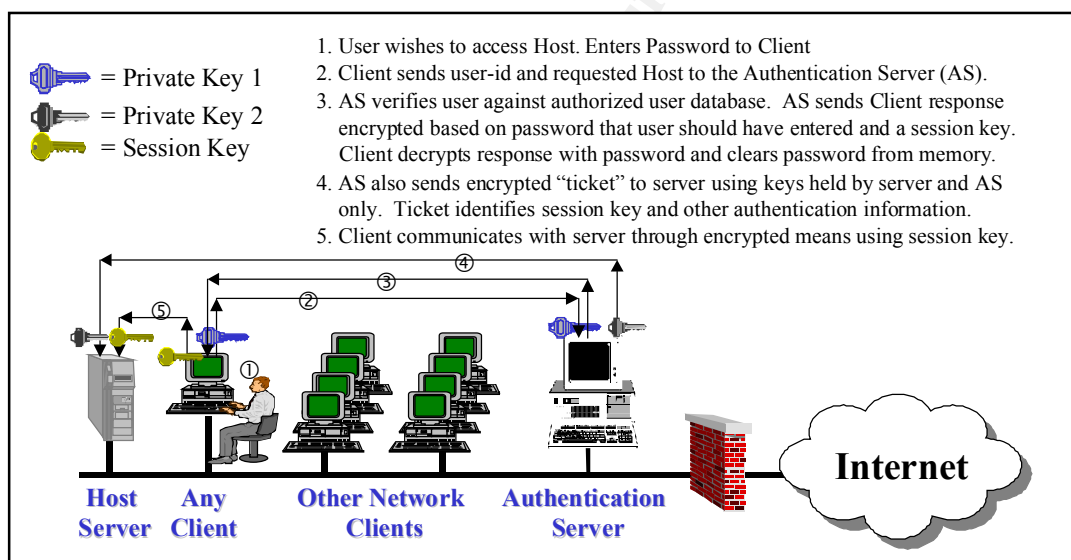 1. User wishes to access Host. Enters Password to Client
2. Client sends user-id and requested Host to the Authentication Server (AS).
3. AS verifies user against authorized user database.  AS sends Client response
encrypted based on password that user should have entered and a session key.
Client decrypts response with password and clears password from memory.
4. AS also sends encrypted “ticket” to server using keys held by server and AS
only.  Ticket identifies session key and other authentication information.
5. Client communicates with server through encrypted means using session key.
= Private Key 1
= Private Key 2
= Session Key
④
③
②
⑤
①
Host
Server
Any
Client
Other Network
Clients
Authentication
Server
Internet